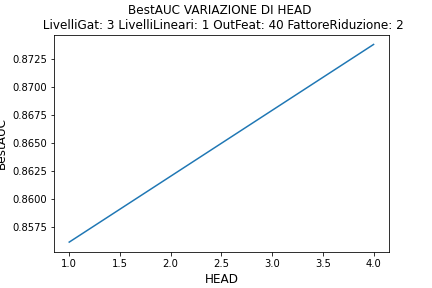 BestAUC VARIAZIONE DI HEAD
LivelliGat: 3 LivelliLineari: 1 OutFeat: 40 FattoreRiduzione: 2
0.8725
0.8700
0.8675
0.8650
0.8625
0.8600
0.8575
BestAUC
1.0 1.5 2.0 2.5 3.0 3.5 4.0
HEAD